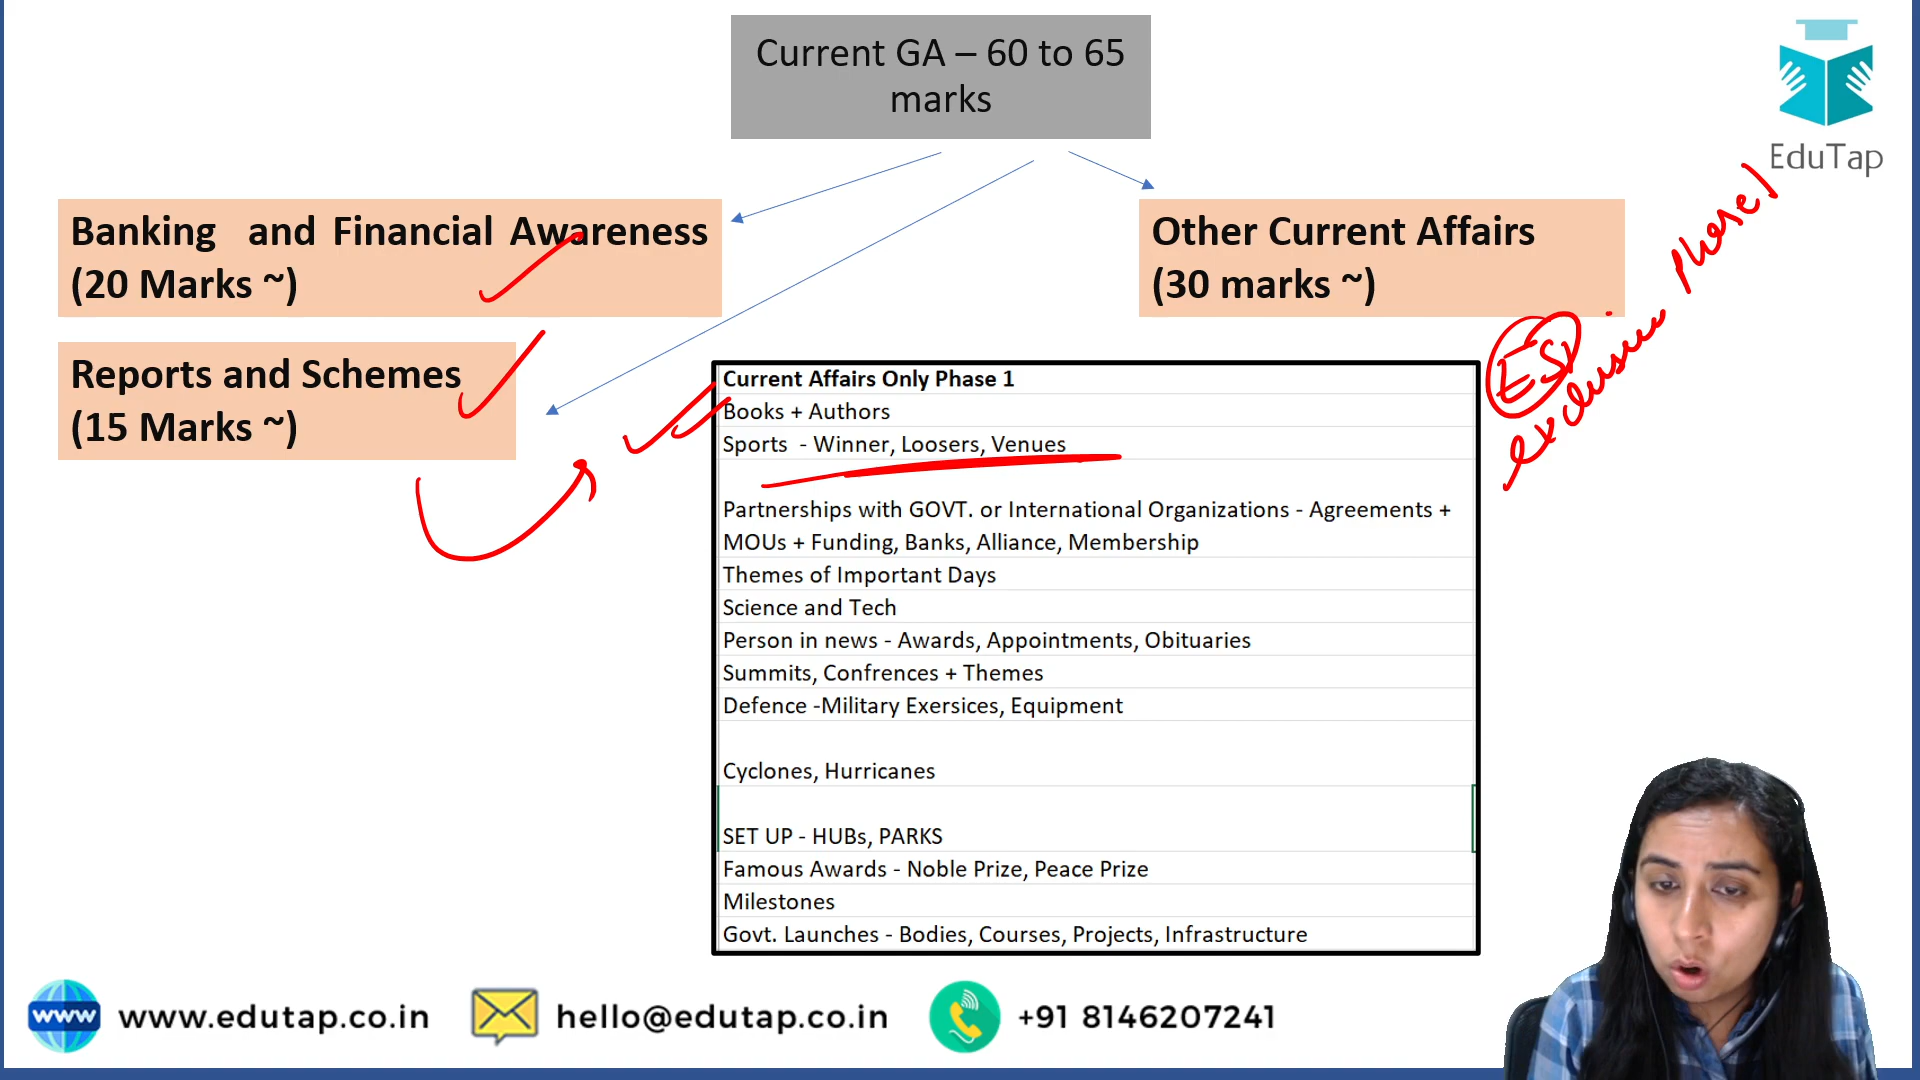 Current GA – 60 to 65
marks
EduTap
Banking and Financial Awareness
(20 Marks ~)
Other Current Affairs
(30 marks ~)
Reports and Schemes
(15 Marks ~)
ESI
exclusive Phase 1
Current Affairs Only Phase 1
Books + Authors
Sports - Winner, Loosers, Venues
Partnerships with GOVT. or International Organizations - Agreements +
MOUs + Funding, Banks, Alliance, Membership
Themes of Important Days
Science and Tech
Person in news - Awards, Appointments, Obituaries
Summits, Confrences + Themes
Defence -Military Exersices, Equipment
Cyclones, Hurricanes
SET UP - HUBs, PARKS
Famous Awards - Noble Prize, Peace Prize
Milestones
Govt. Launches - Bodies, Courses, Projects, Infrastructure
www www.edutap.co.in hello@edutap.co.in +91 8146207241